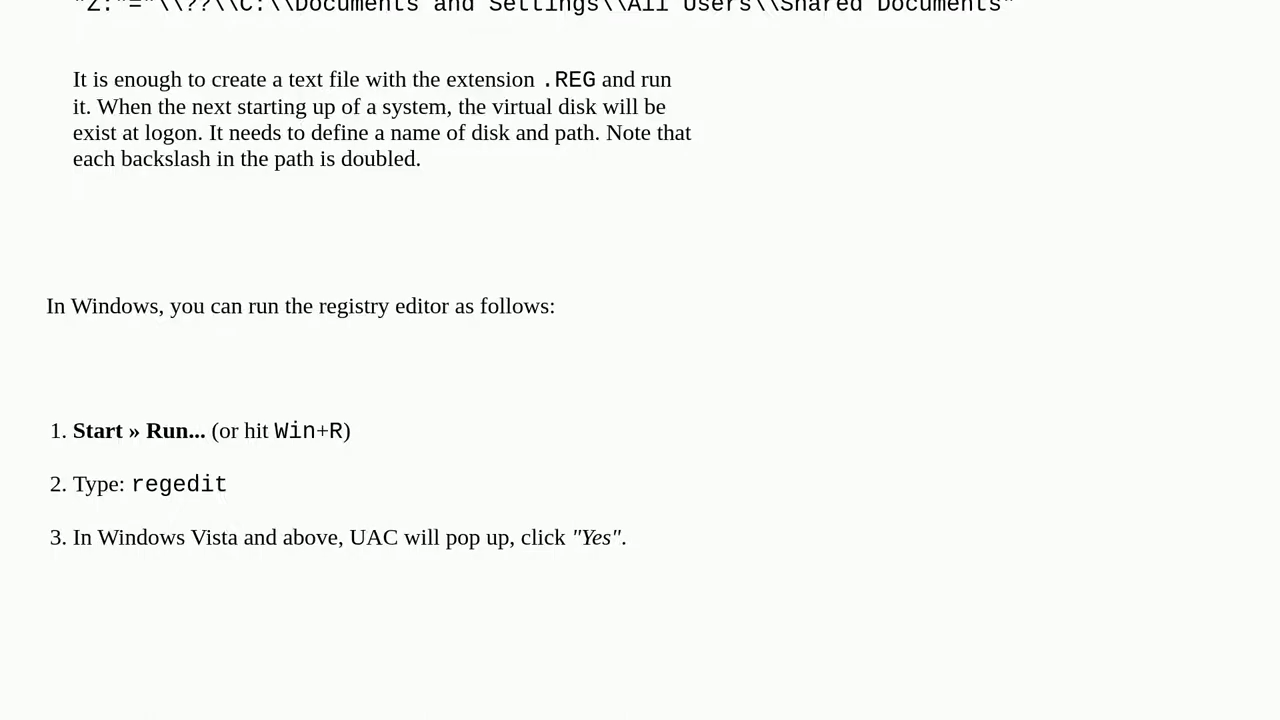 "Z:"="\\??\\C:\\Documents and Settings\\All Users\\Shared Documents"
It is enough to create a text file with the extension .REG and run
it. When the next starting up of a system, the virtual disk will be
exist at logon. It needs to define a name of disk and path. Note that
each backslash in the path is doubled.
In Windows, you can run the registry editor as follows:
1. Start » Run... (or hit Win+R)
2. Type: regedit
3. In Windows Vista and above, UAC will pop up, click "Yes".